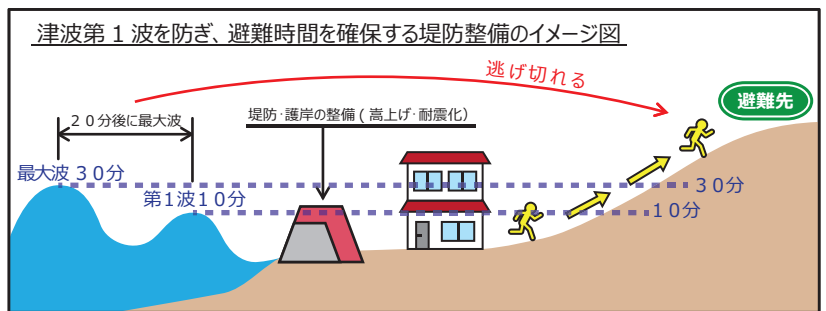 津波第１波を防ぎ、避難時間を確保する堤防整備のイメージ図
逃げ切れる
避難先
２０分後に最大波
堤防・護岸の整備(嵩上げ・耐震化)
最大波３０分
３０分
第1波１０分
１０分